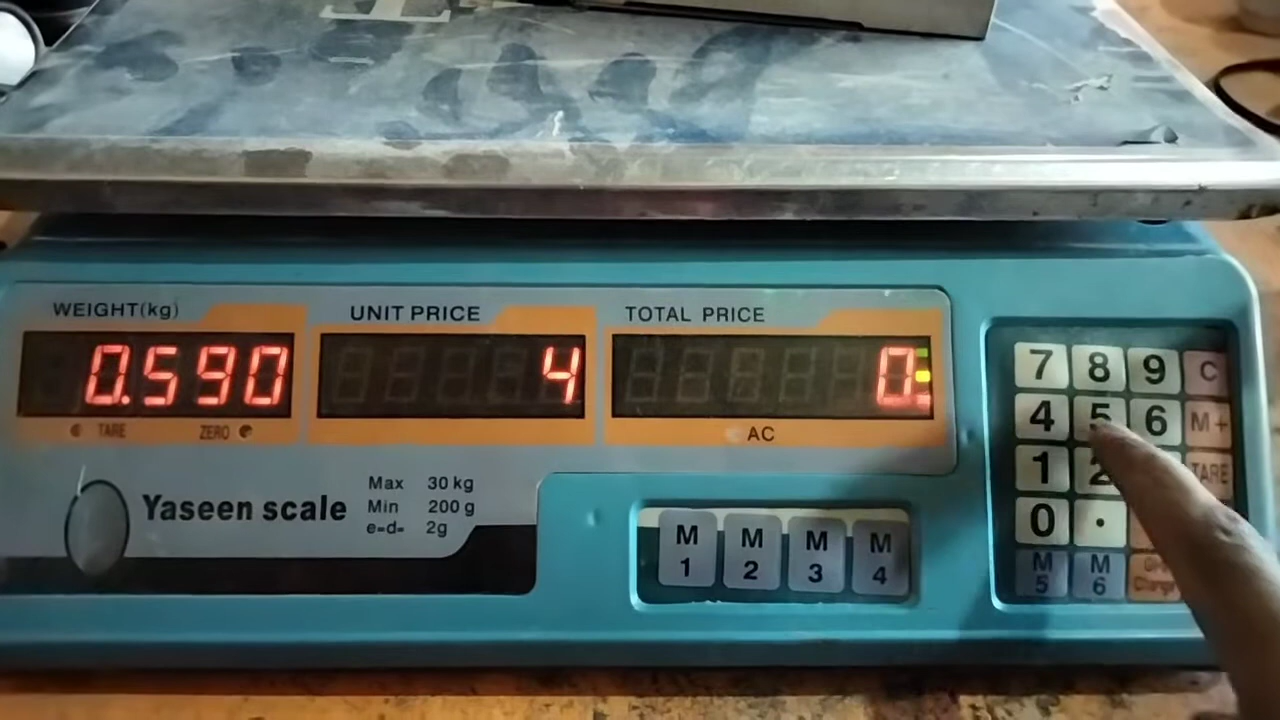 WEIGHT(kg) UNIT PRICE TOTAL PRICE
0.590 4 0.
TARE ZERO AC
Yaseen scale
Max 30 kg
Min 200 g
e=d= 2g
M 1 M 2 M 3 M 4
7 8 9 C
4 5 6 M+
1 2 TARE
0 .
M 5 M 6